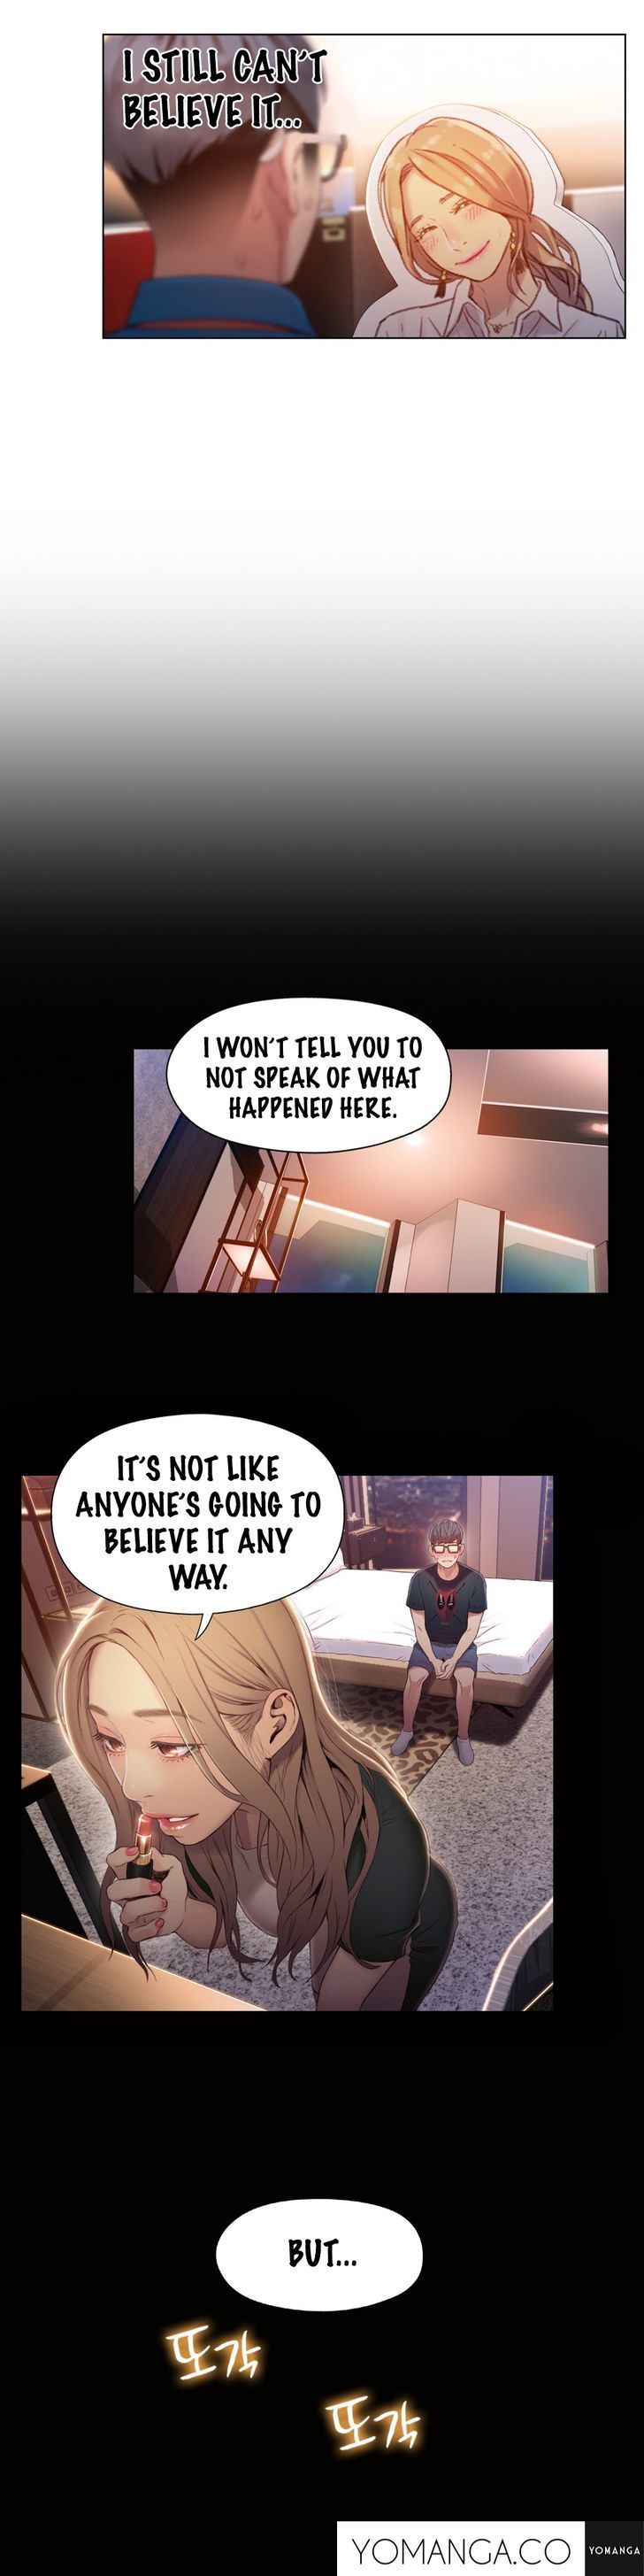 I STILL CAN'T
BELIEVE IT...
I WON'T TELL YOU TO
NOT SPEAK OF WHAT
HAPPENED HERE.
IT'S NOT LIKE
ANYONE'S GOING TO
BELIEVE IT ANY
WAY.
BUT...
또각
또각
YOMANGA.CO
YOMANGA